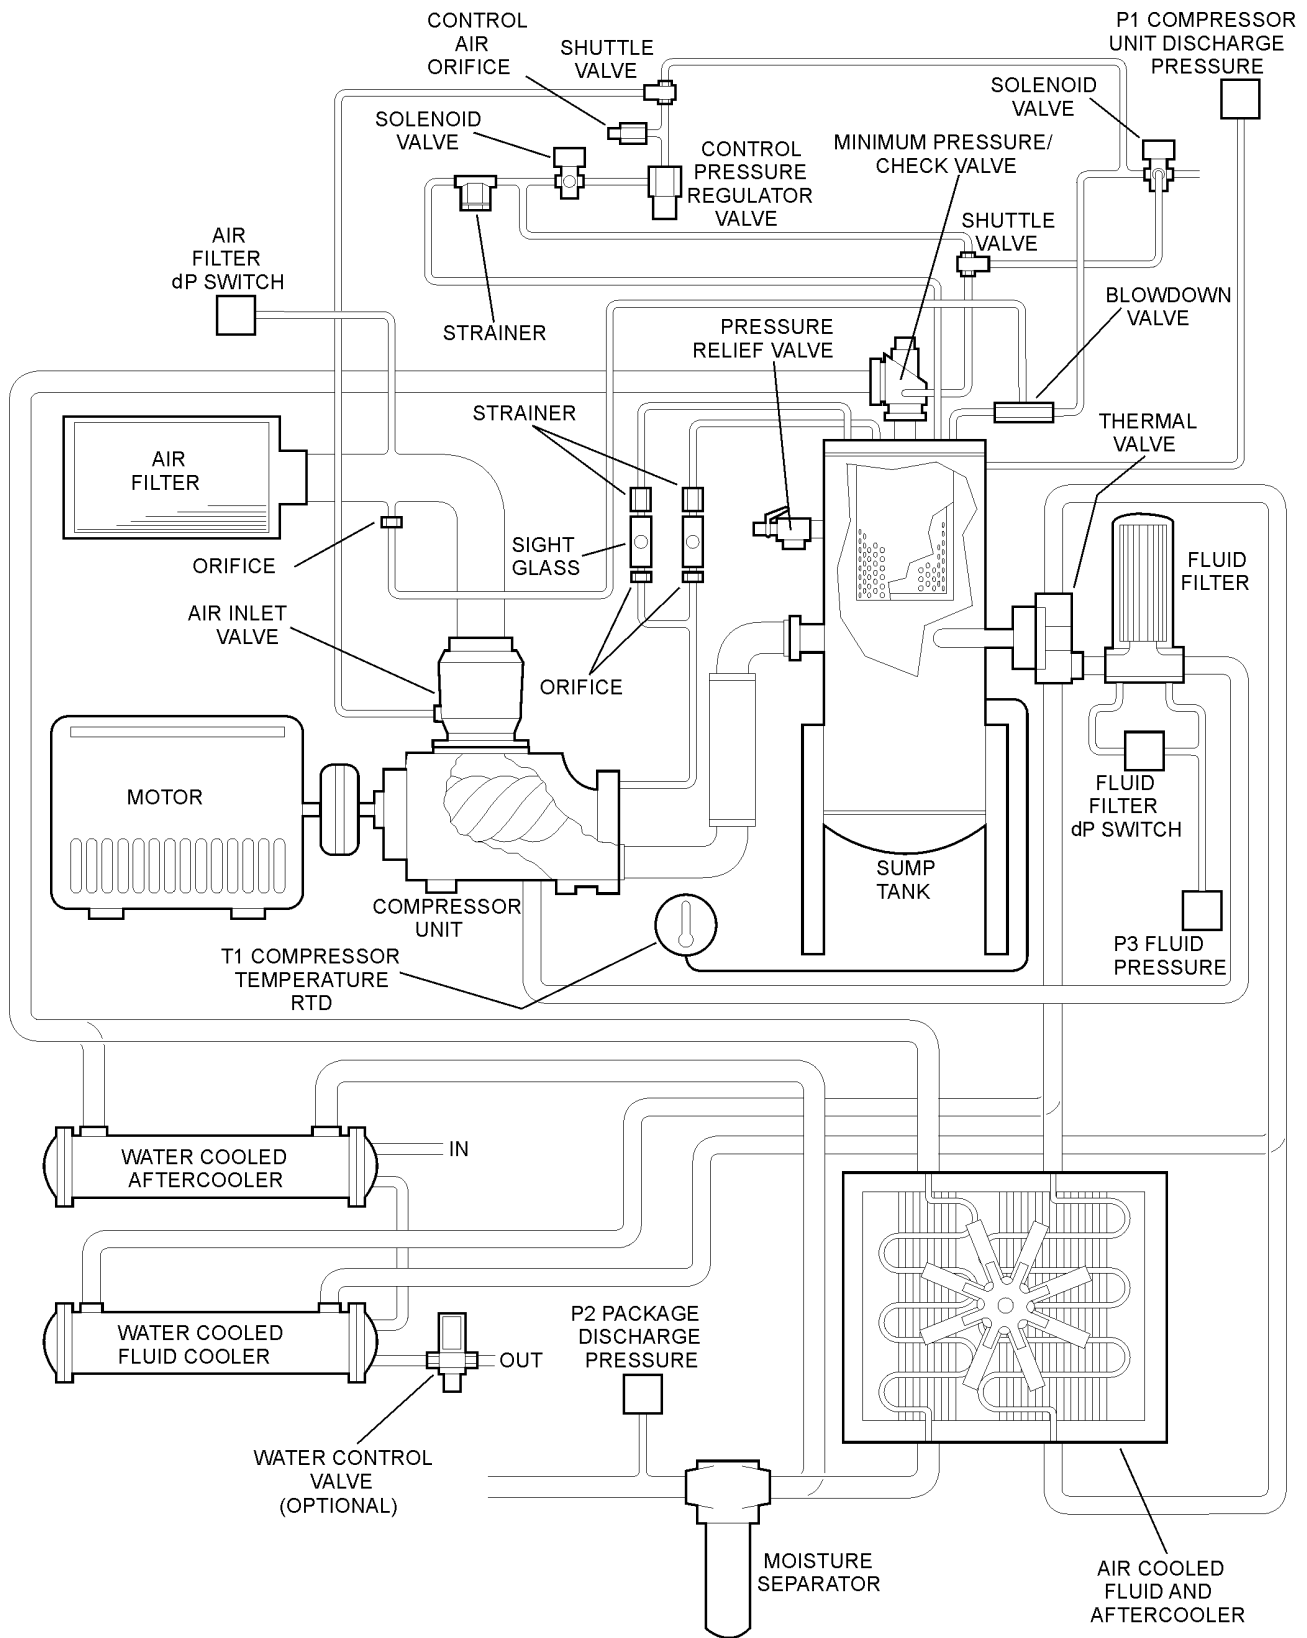 CONTROL
AIR
ORIFICE
SHUTTLE
VALVE
P1 COMPRESSOR
UNIT DISCHARGE
PRESSURE
SOLENOID
VALVE
SOLENOID
VALVE
CONTROL
PRESSURE
REGULATOR
VALVE
MINIMUM PRESSURE/
CHECK VALVE
SHUTTLE
VALVE
AIR
FILTER
dP SWITCH
STRAINER
PRESSURE
RELIEF VALVE
BLOWDOWN
VALVE
STRAINER
THERMAL
VALVE
AIR
FILTER
ORIFICE
SIGHT
GLASS
FLUID
FILTER
AIR INLET
VALVE
ORIFICE
MOTOR
FLUID
FILTER
dP SWITCH
SUMP
TANK
COMPRESSOR
UNIT
P3 FLUID
PRESSURE
T1 COMPRESSOR
TEMPERATURE
RTD
IN
WATER COOLED
AFTERCOOLER
WATER COOLED
FLUID COOLER
OUT
P2 PACKAGE
DISCHARGE
PRESSURE
WATER CONTROL
VALVE
(OPTIONAL)
MOISTURE
SEPARATOR
AIR COOLED
FLUID AND
AFTERCOOLER